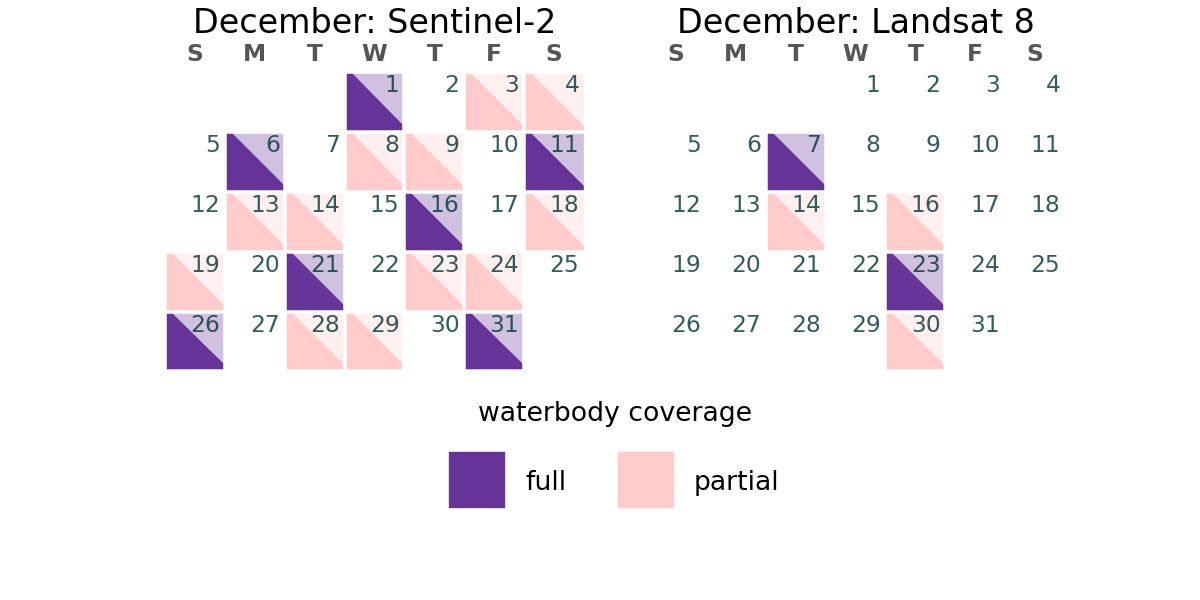 December: Sentinel-2
S M T W T F S
1 2 3 4
5 6 7 8 9 10 11
12 13 14 15 16 17 18
19 20 21 22 23 24 25
26 27 28 29 30 31
December: Landsat 8
S M T W T F S
1 2 3 4
5 6 7 8 9 10 11
12 13 14 15 16 17 18
19 20 21 22 23 24 25
26 27 28 29 30 31
waterbody coverage
full
partial